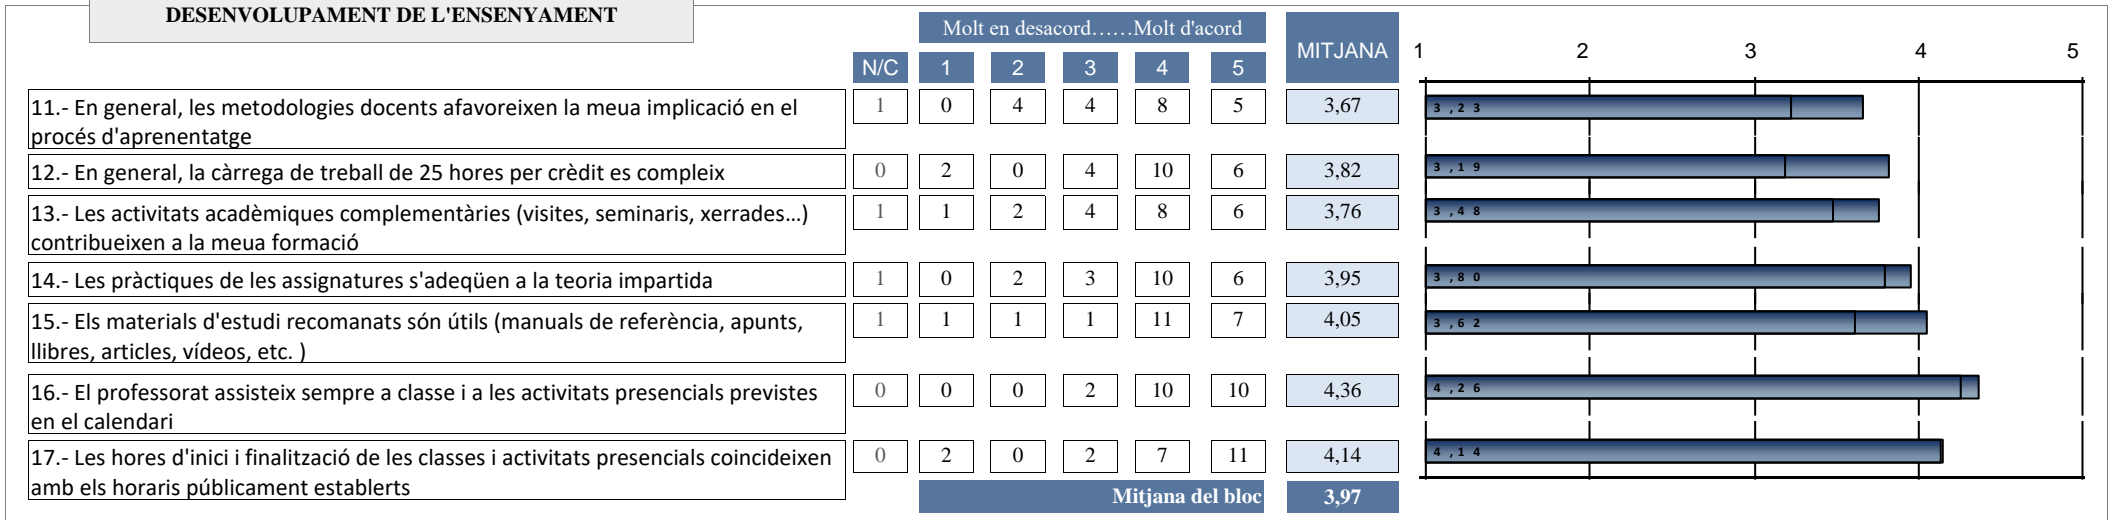 DESENVOLUPAMENT DE L'ENSENYAMENT
Molt en desacord……Molt d'acord
MITJANA
N/C 1 2 3 4 5
1 2 3 4 5
11.- En general, les metodologies docents afavoreixen la meua implicació en el
procés d'aprenentatge
1 0 4 4 8 5 3,67 3,23
12.- En general, la càrrega de treball de 25 hores per crèdit es compleix
0 2 0 4 10 6 3,82 3,19
13.- Les activitats acadèmiques complementàries (visites, seminaris, xerrades...)
contribueixen a la meua formació
1 1 2 4 8 6 3,76 3,48
14.- Les pràctiques de les assignatures s'adeqüen a la teoria impartida
1 0 2 3 10 6 3,95 3,80
15.- Els materials d'estudi recomanats són útils (manuals de referència, apunts,
llibres, articles, vídeos, etc. )
1 1 1 1 11 7 4,05 3,62
16.- El professorat assisteix sempre a classe i a les activitats presencials previstes
en el calendari
0 0 0 2 10 10 4,36 4,26
17.- Les hores d'inici i finalització de les classes i activitats presencials coincideixen
amb els horaris públicament establerts
0 2 0 2 7 11 4,14 4,14
Mitjana del bloc 3,97